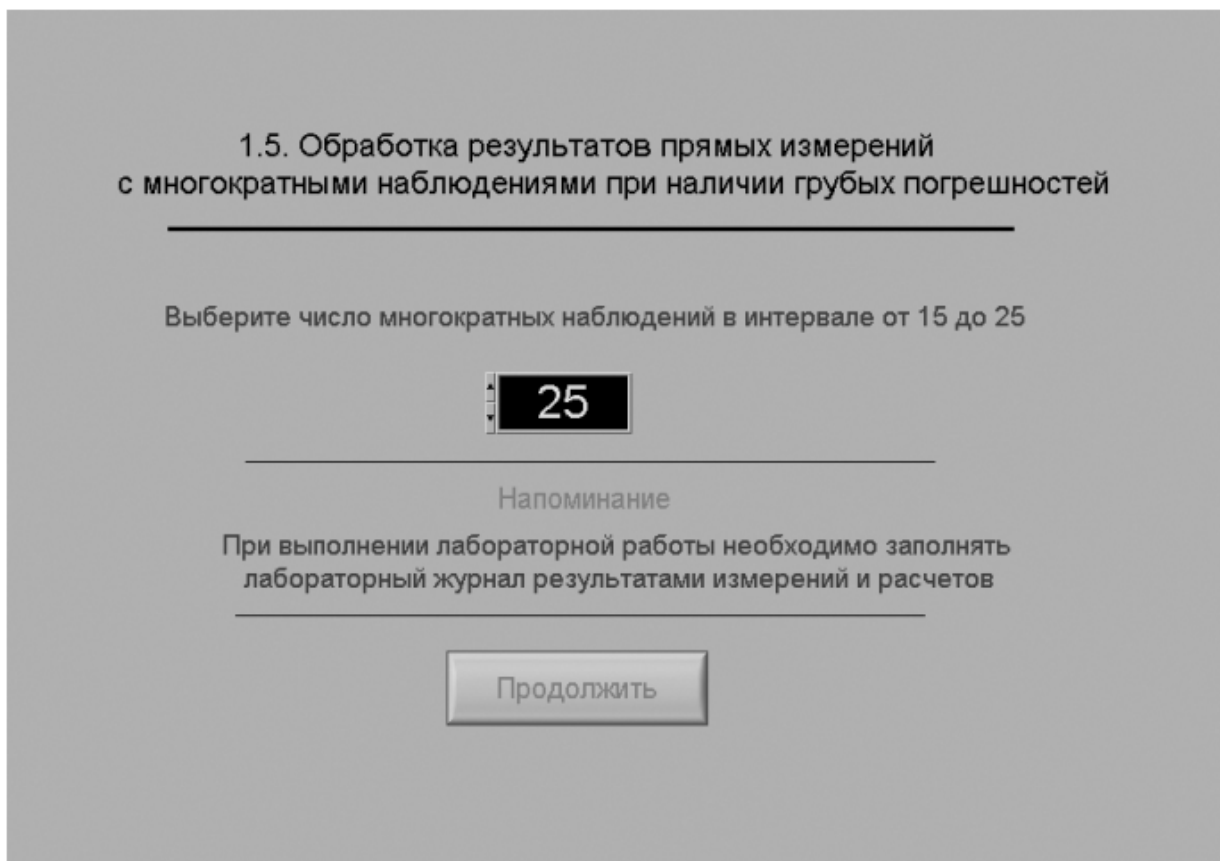 1.5. Обработка результатов прямых измерений
с многократными наблюдениями при наличии грубых погрешностей
Выберите число многократных наблюдений в интервале от 15 до 25
25
Напоминание
При выполнении лабораторной работы необходимо заполнять
лабораторный журнал результатами измерений и расчетов
Продолжить